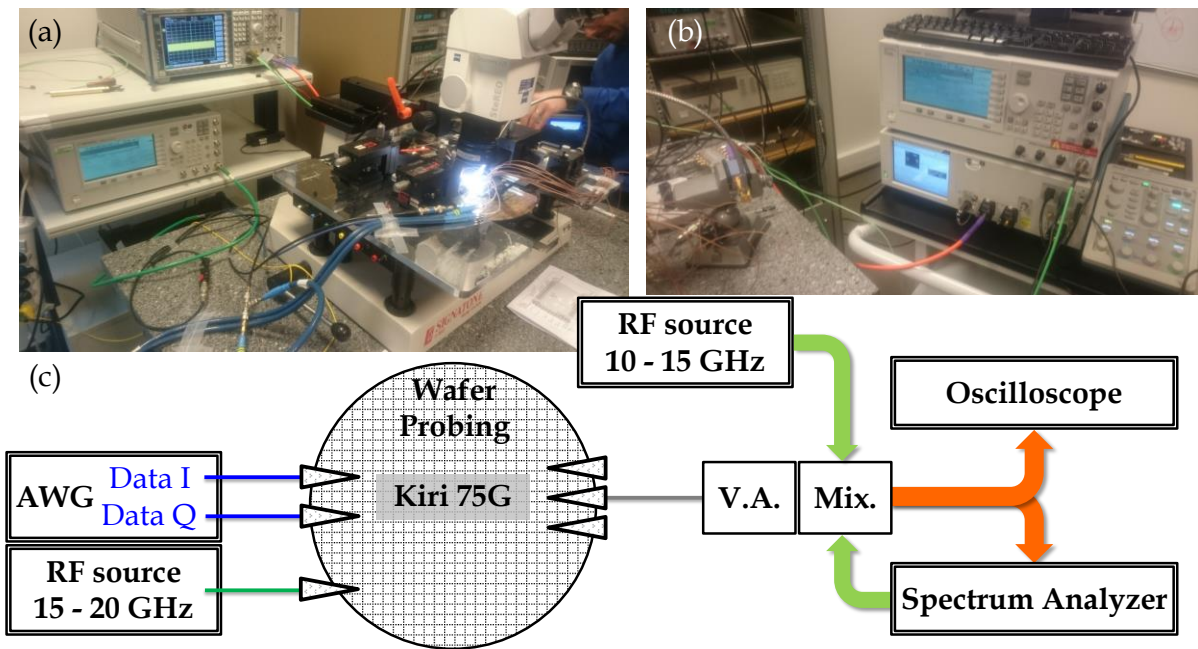 (a)
(b)
SIGNATONE
(c)
Wafer
Probing
Kiri 75G
AWG
Data I
Data Q
RF source
15 - 20 GHz
RF source
10 - 15 GHz
V.A.
Mix.
Oscilloscope
Spectrum Analyzer